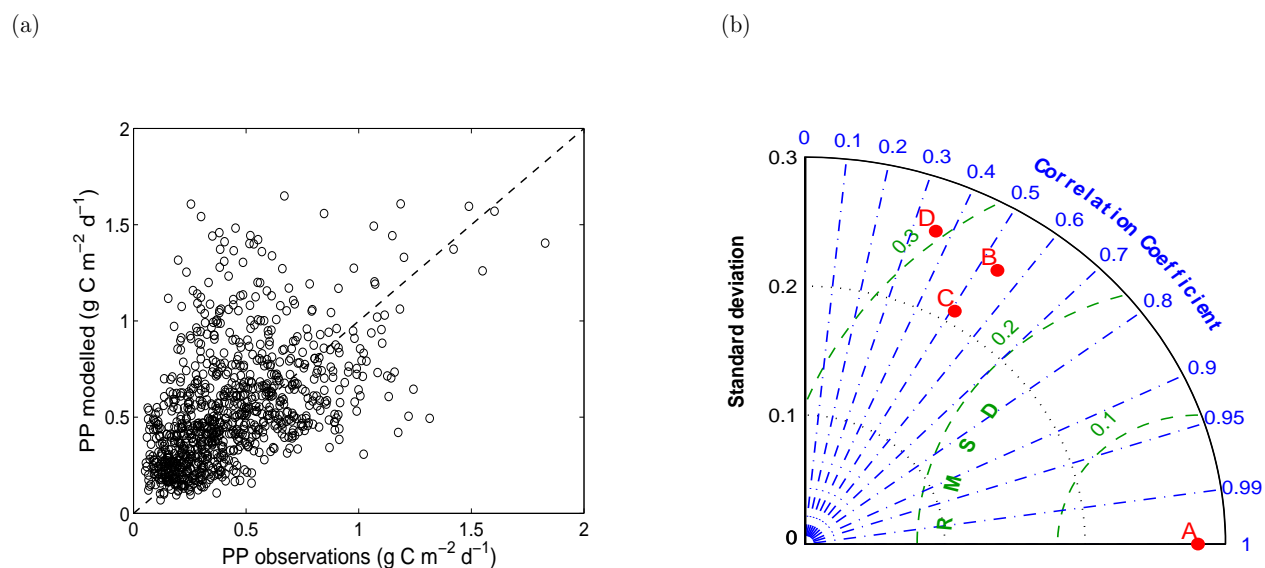 (a)
(b)
2
1.5
1
0.5
0
0
0.5
1
1.5
2
PP modelled (g C m⁻² d⁻¹)
PP observations (g C m⁻² d⁻¹)
0.3
0.2
0.1
0
Standard deviation
0
0.1
0.2
0.3
0.4
0.5
0.6
0.7
0.8
0.9
0.95
0.99
1
Correlation Coefficient
0.3
0.2
0.1
RMSD
D
B
C
A